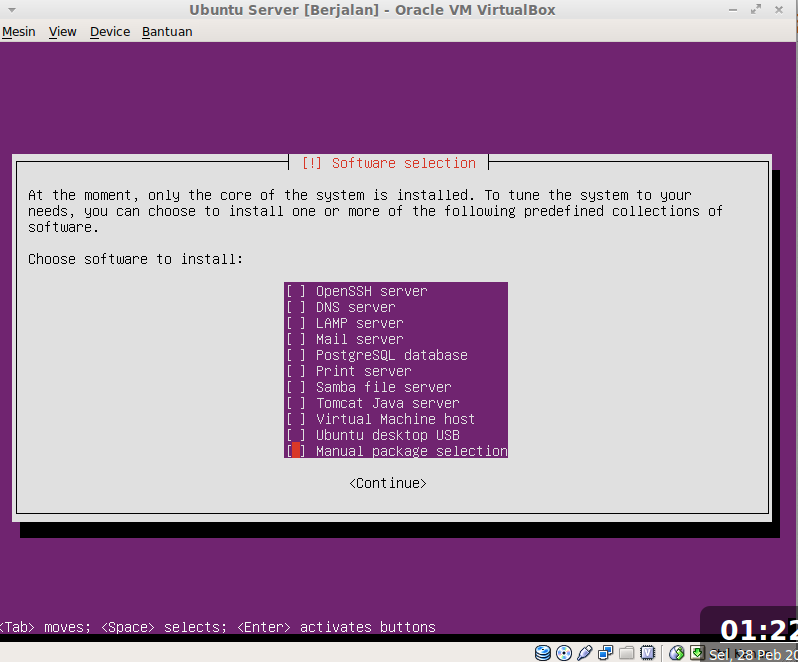 Ubuntu Server [Berjalan] - Oracle VM VirtualBox
Mesin View Device Bantuan
[!] Software selection
At the moment, only the core of the system is installed. To tune the system to your
needs, you can choose to install one or more of the following predefined collections of
software.
Choose software to install:
[ ] OpenSSH server
[ ] DNS server
[ ] LAMP server
[ ] Mail server
[ ] PostgreSQL database
[ ] Print server
[ ] Samba file server
[ ] Tomcat Java server
[ ] Virtual Machine host
[ ] Ubuntu desktop USB
[ ] Manual package selection
<Continue>
<Tab> moves; <Space> selects; <Enter> activates buttons
01:22
Sel, 28 Peb 20